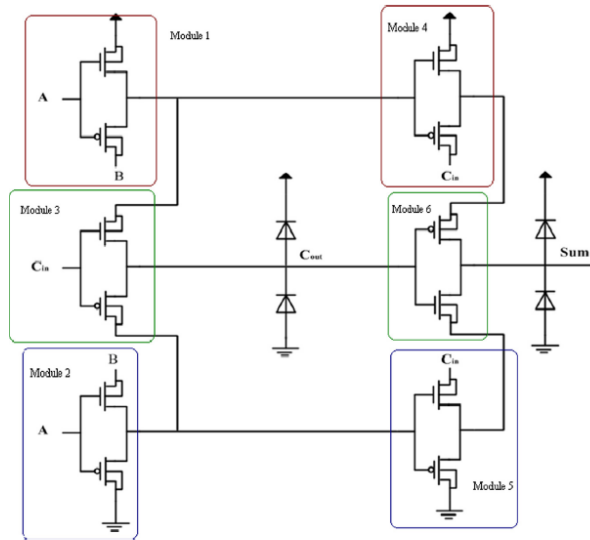 Module 1
Module 4
A
B
Cin
Module 3
Module 6
Cin
Cout
Sum
Module 2
B
Cin
A
Module 5